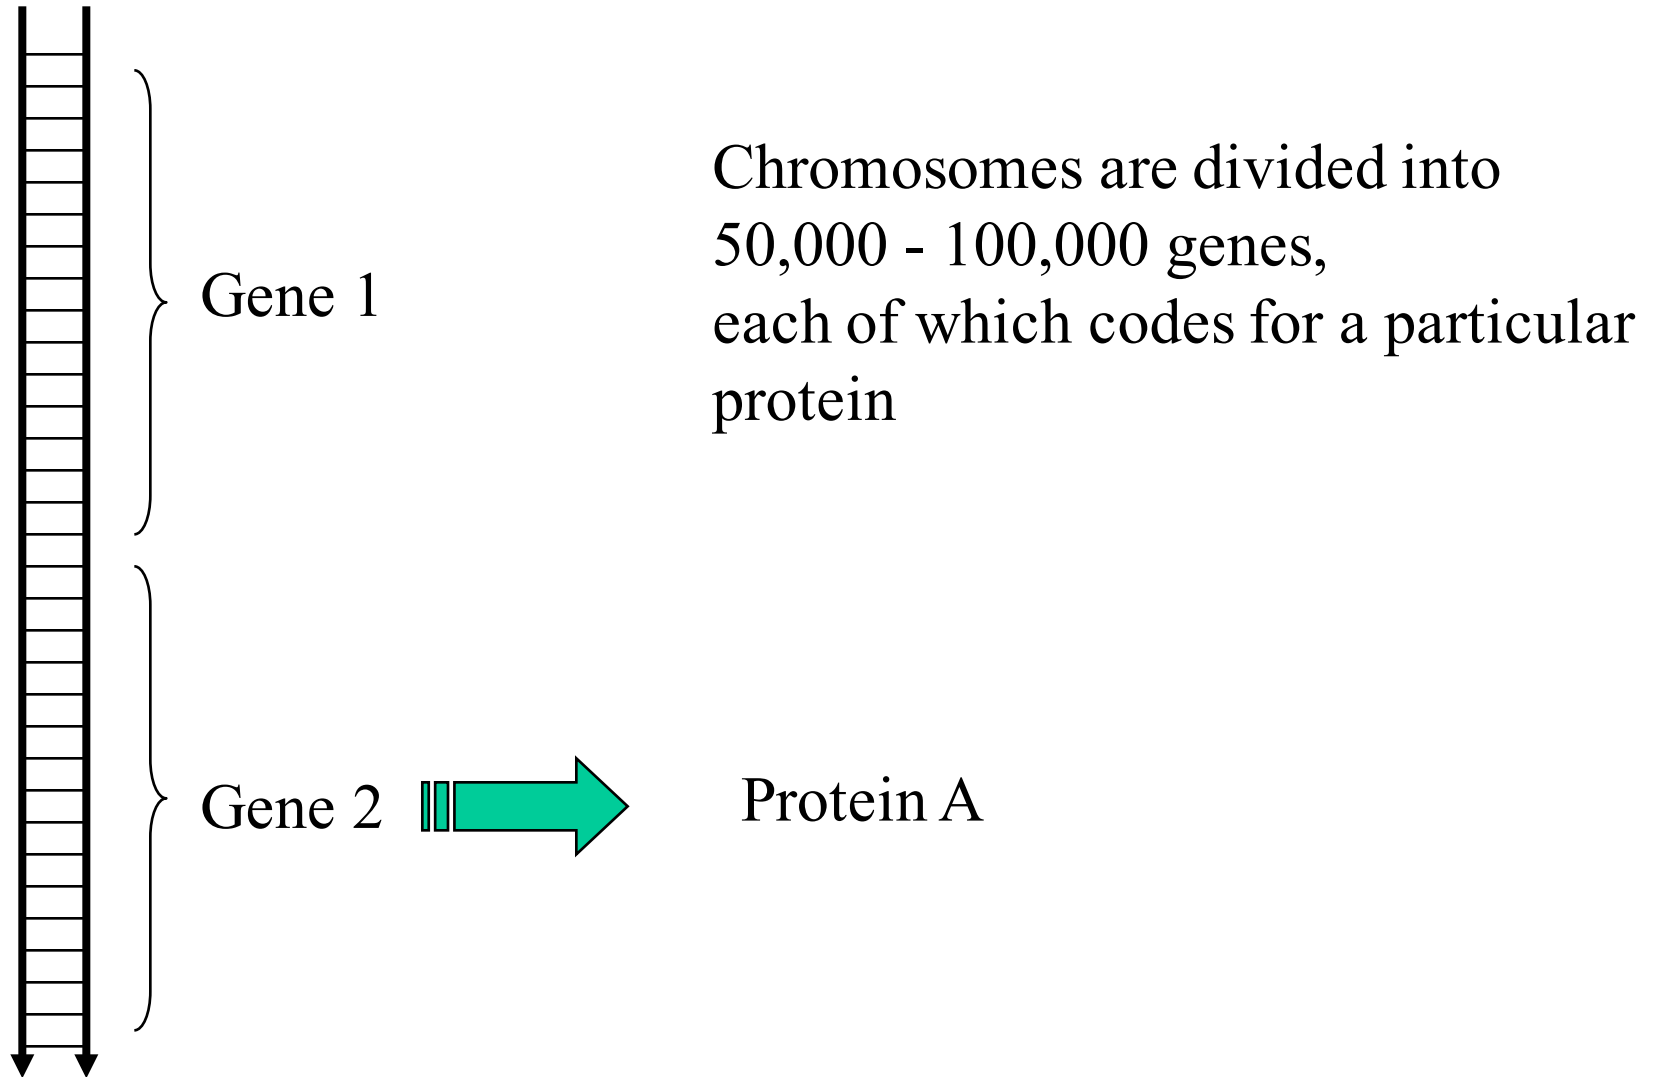 Chromosomes are divided into
50,000 - 100,000 genes,
each of which codes for a particular
protein
Gene 1
Gene 2
Protein A